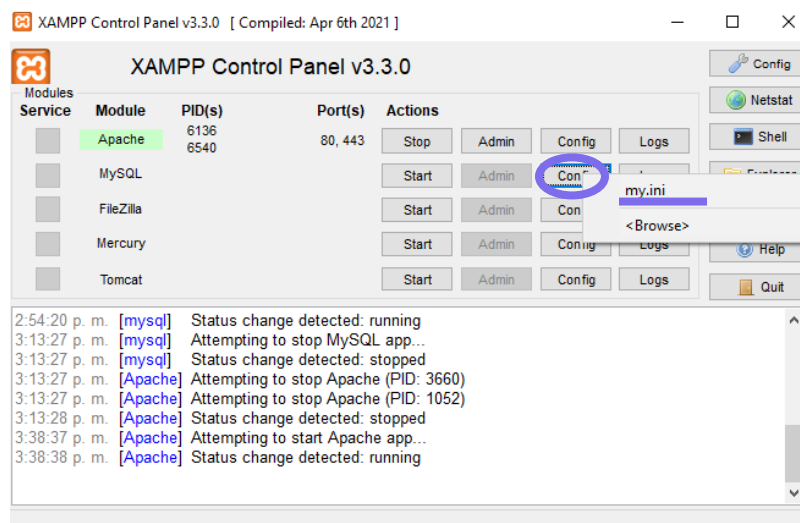 XAMPP Control Panel v3.3.0 [ Compiled: Apr 6th 2021 ]
XAMPP Control Panel v3.3.0
Config
Modules
Service Module PID(s) Port(s) Actions
Netstat
Apache 6136 6540 80, 443 Stop Admin Config Logs
Shell
MySQL Start Admin
my.ini
FileZilla Start Admin
<Browse>
Mercury Start Admin Config Logs
Help
Tomcat Start Admin Config Logs
Quit
2:54:20 p. m. [mysql] Status change detected: running
3:13:27 p. m. [mysql] Attempting to stop MySQL app...
3:13:27 p. m. [mysql] Status change detected: stopped
3:13:27 p. m. [Apache] Attempting to stop Apache (PID: 3660)
3:13:27 p. m. [Apache] Attempting to stop Apache (PID: 1052)
3:13:28 p. m. [Apache] Status change detected: stopped
3:38:37 p. m. [Apache] Attempting to start Apache app...
3:38:38 p. m. [Apache] Status change detected: running